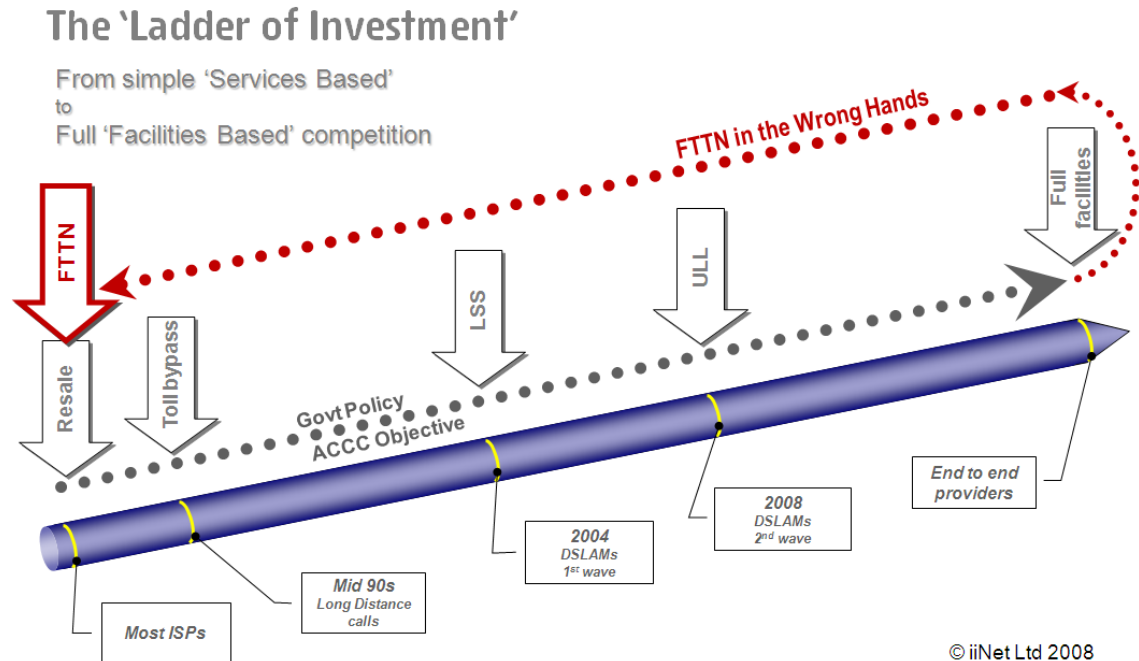 The 'Ladder of Investment'
From simple 'Services Based'
to
Full 'Facilities Based' competition
FTTN in the Wrong Hands
FTTN
Resale
Toll bypass
LSS
ULL
Full
facilities
Govt Policy
ACCC Objective
Most ISPs
Mid 90s
Long Distance
calls
2004
DSLAMs
1st wave
2008
DSLAMs
2nd wave
End to end
providers
© iiNet Ltd 2008